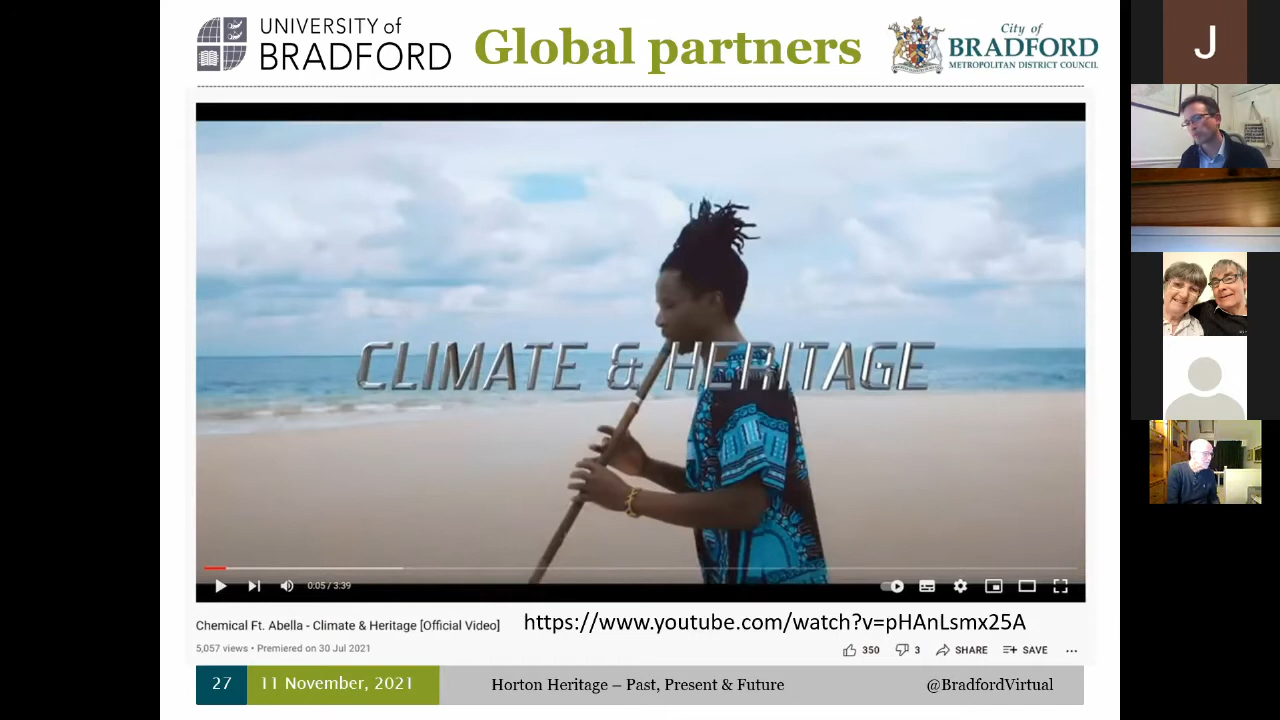 UNIVERSITY of
BRADFORD
Global partners
City of
BRADFORD
METROPOLITAN DISTRICT COUNCIL
J
CLIMATE & HERITAGE
0:05 / 3:39
Chemical Ft. Abella - Climate & Heritage [Official Video]
https://www.youtube.com/watch?v=pHAnLsmx25A
5,057 views • Premiered on 30 Jul 2021
350
3
SHARE
SAVE
27
11 November, 2021
Horton Heritage – Past, Present & Future
@BradfordVirtual